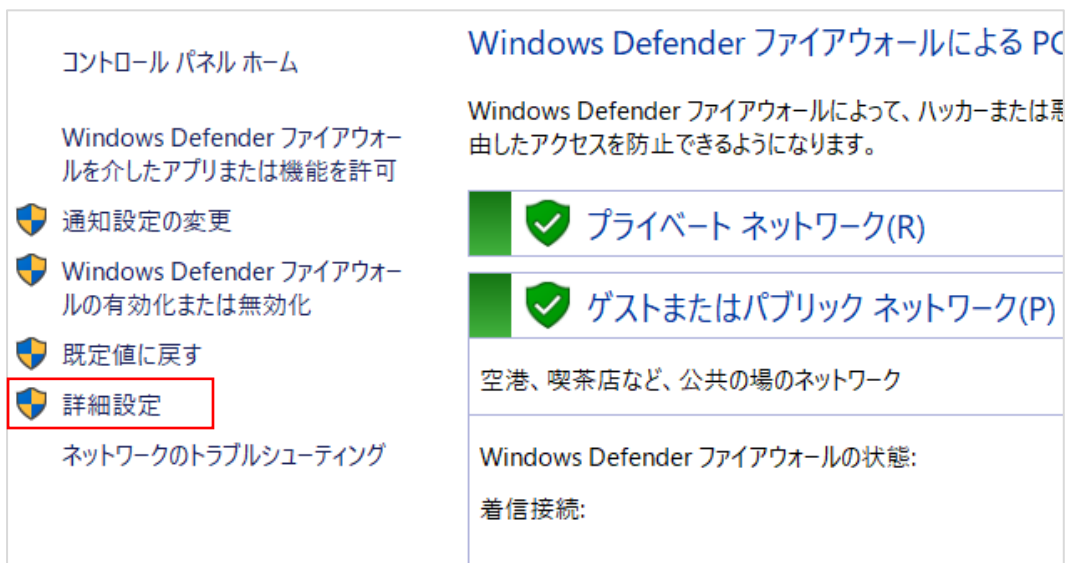 コントロール パネル ホーム
Windows Defender ファイアウォー
ルを介したアプリまたは機能を許可
通知設定の変更
Windows Defender ファイアウォー
ルの有効化または無効化
既定値に戻す
詳細設定
ネットワークのトラブルシューティング
Windows Defender ファイアウォールによる PC
Windows Defender ファイアウォールによって、ハッカーまたは悪
由したアクセスを防止できるようになります。
プライベート ネットワーク(R)
ゲストまたはパブリック ネットワーク(P)
空港、喫茶店など、公共の場のネットワーク
Windows Defender ファイアウォールの状態:
着信接続: